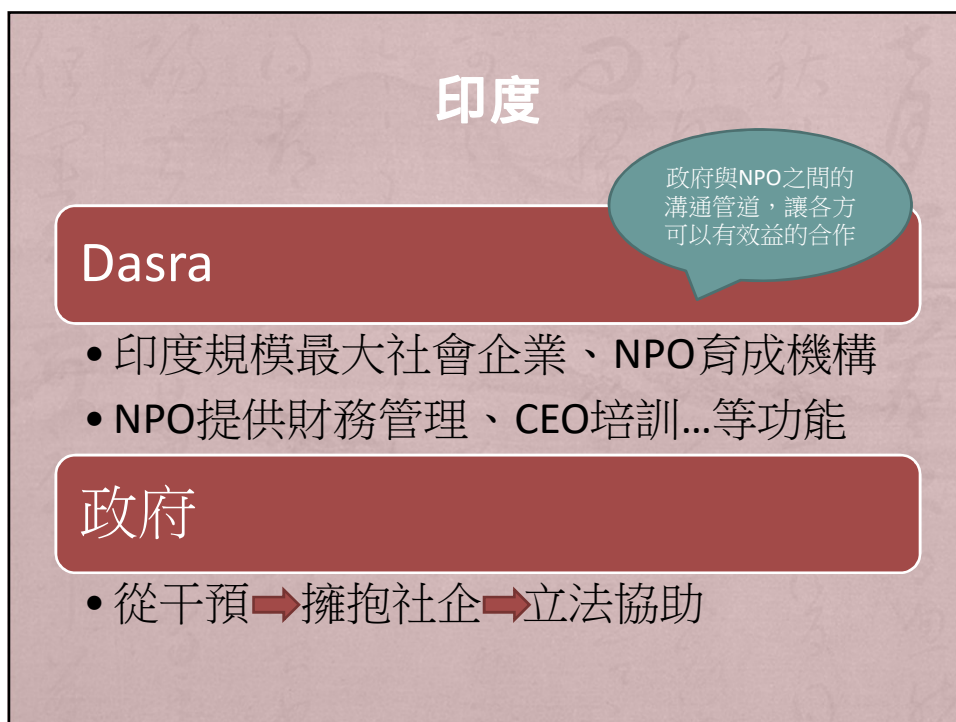 印度
政府與NPO之間的
溝通管道，讓各方
可以有效益的合作
Dasra
•印度規模最大社會企業、NPO育成機構
•NPO提供財務管理、CEO培訓…等功能
政府
•從干預➡擁抱社企➡立法協助